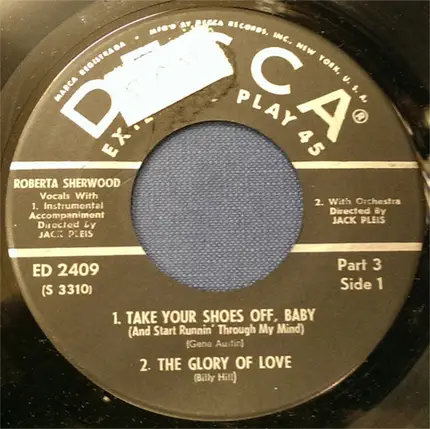 MARCA REGISTRADA • MFG'D BY DECCA RECORDS, INC., NEW YORK, U. S. A.
DECCA®
PLAY 45
ROBERTA SHERWOOD
Vocals With
1. Instrumental
Accompaniment
Directed by
JACK PLEIS
2. With Orchestra
Directed By
JACK PLEIS
ED 2409
(S 3310)
Part 3
Side 1
1. TAKE YOUR SHOES OFF, BABY
(And Start Runnin' Through My Mind)
(Gene Austin)
2. THE GLORY OF LOVE
(Billy Hill)